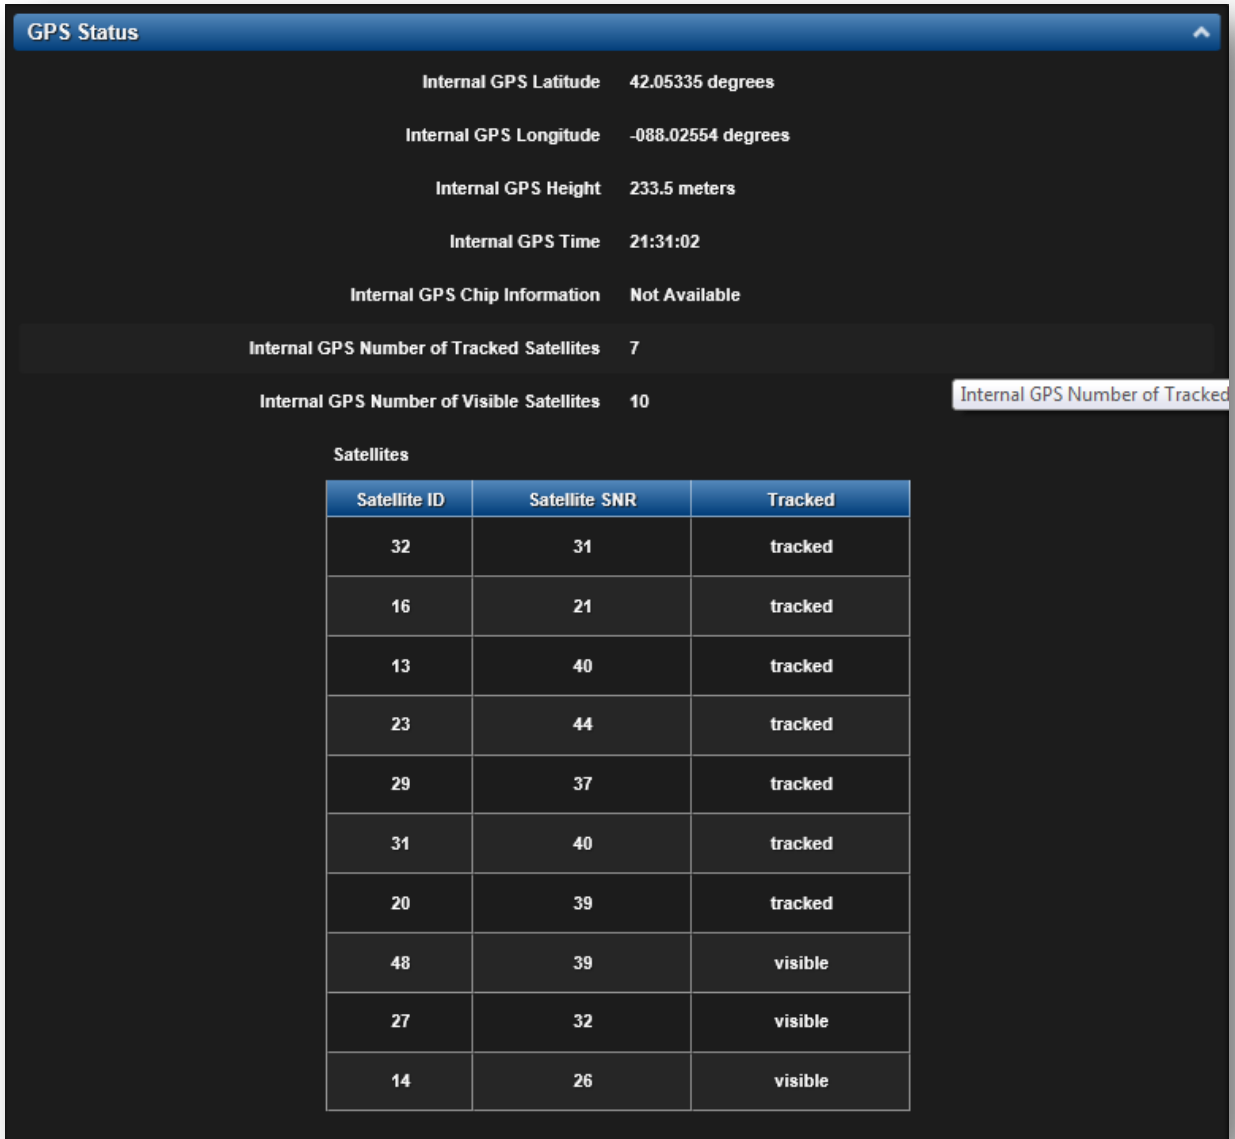 GPS Status
Internal GPS Latitude 42.05335 degrees
Internal GPS Longitude -088.02554 degrees
Internal GPS Height 233.5 meters
Internal GPS Time 21:31:02
Internal GPS Chip Information Not Available
Internal GPS Number of Tracked Satellites 7
Internal GPS Number of Visible Satellites 10
Internal GPS Number of Tracked
Satellites
Satellite ID Satellite SNR Tracked
32 31 tracked
16 21 tracked
13 40 tracked
23 44 tracked
29 37 tracked
31 40 tracked
20 39 tracked
48 39 visible
27 32 visible
14 26 visible